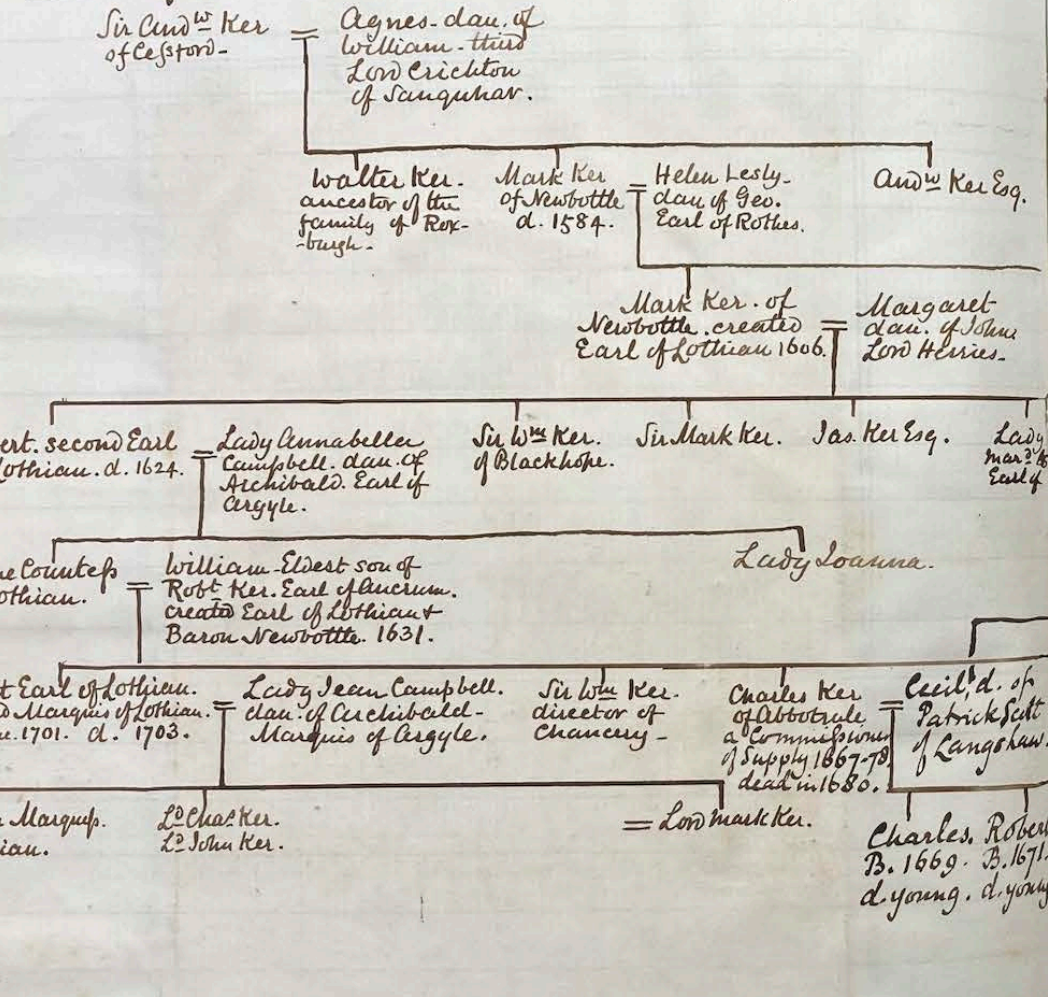 Sir Andw Ker
of Cessford-
Agnes-dau. of
William-third
Lord Crichton
of Sanquhar.
Walter Ker.
ancestor of the
family of Rox-
-burgh-
Mark Ker
of Newbottle
d. 1584.
Helen Lesly-
dau of Geo.
Earl of Rothes.
Andw Ker Esq.
Mark Ker. of
Newbottle. created
Earl of Lothian 1606.
Margaret
dau. of John
Lord Herries-
ert. second Earl
Lothian. d. 1624.
Lady Annabella
Campbell. dau. of
Archibald. Earl of
Argyle.
Sir Wm Ker.
of Blackhope.
Sir Mark Ker.
Jas. Ker Esq.
Lady
mard
Earl of
ne Countess
othian.
William-Eldest son of
Robt Ker. Earl of Ancrum.
created Earl of Lothian &
Baron Newbottle. 1631.
Lady Joanna.
t Earl of Lothian.
d Marquis of Lothian.
1701. d. 1703.
Lady Jean Campbell.
dau. of Archibald-
Marquis of Argyle.
Sir Wm Ker.
director of
Chancery-
Charles Ker
of Abbotrule
a Commissioner
of Supply 1667-78
dead in 1680.
Cecil, d. of
Patrick Scott
of Langshaw.
Marquis.
ian.
Ld Chas Ker.
Ld John Ker.
Lord Mark Ker.
Charles.
B. 1669.
d. young.
Robert
B. 1671.
d. young